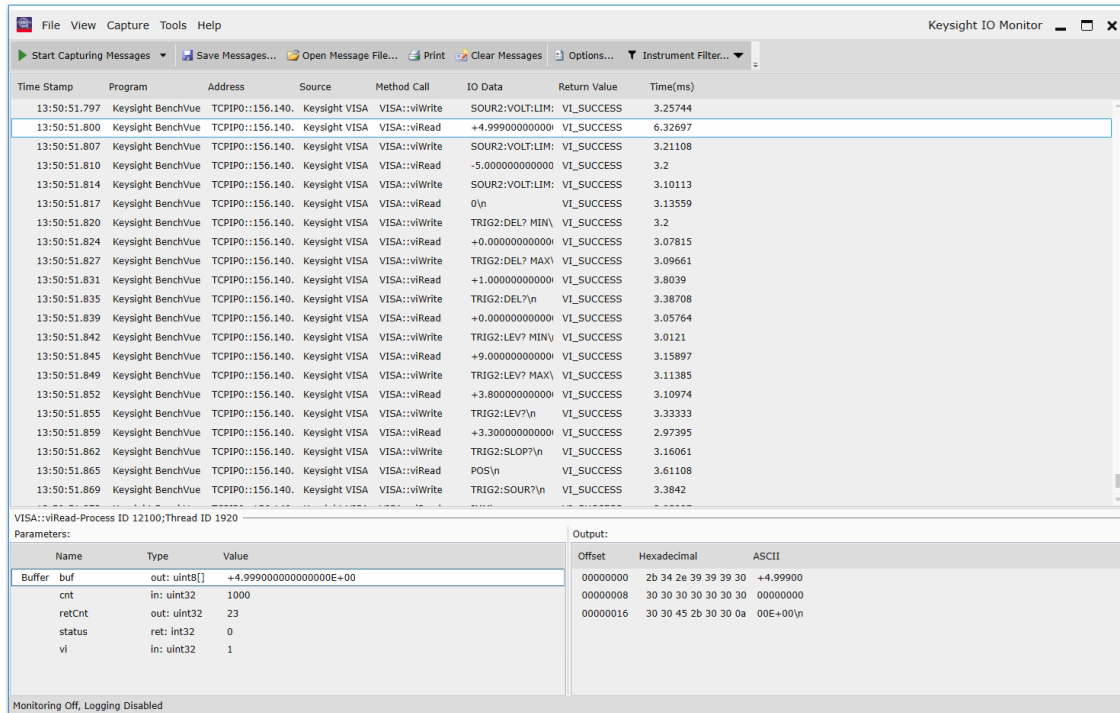 File View Capture Tools Help Keysight IO Monitor
Start Capturing Messages Save Messages... Open Message File... Print Clear Messages Options... Instrument Filter...
Time Stamp Program Address Source Method Call IO Data Return Value Time(ms)
13:50:51.797 Keysight BenchVue TCPIP0::156.140. Keysight VISA VISA::viWrite SOUR2:VOLT:LIM: VI_SUCCESS 3.25744
13:50:51.800 Keysight BenchVue TCPIP0::156.140. Keysight VISA VISA::viRead +4.99900000000 VI_SUCCESS 6.32697
13:50:51.807 Keysight BenchVue TCPIP0::156.140. Keysight VISA VISA::viWrite SOUR2:VOLT:LIM: VI_SUCCESS 3.21108
13:50:51.810 Keysight BenchVue TCPIP0::156.140. Keysight VISA VISA::viRead -5.000000000000 VI_SUCCESS 3.2
13:50:51.814 Keysight BenchVue TCPIP0::156.140. Keysight VISA VISA::viWrite SOUR2:VOLT:LIM: VI_SUCCESS 3.10113
13:50:51.817 Keysight BenchVue TCPIP0::156.140. Keysight VISA VISA::viRead 0\n VI_SUCCESS 3.13559
13:50:51.820 Keysight BenchVue TCPIP0::156.140. Keysight VISA VISA::viWrite TRIG2:DEL? MIN\ VI_SUCCESS 3.2
13:50:51.824 Keysight BenchVue TCPIP0::156.140. Keysight VISA VISA::viRead +0.00000000000 VI_SUCCESS 3.07815
13:50:51.827 Keysight BenchVue TCPIP0::156.140. Keysight VISA VISA::viWrite TRIG2:DEL? MAX\ VI_SUCCESS 3.09661
13:50:51.831 Keysight BenchVue TCPIP0::156.140. Keysight VISA VISA::viRead +1.00000000000 VI_SUCCESS 3.8039
13:50:51.835 Keysight BenchVue TCPIP0::156.140. Keysight VISA VISA::viWrite TRIG2:DEL?\n VI_SUCCESS 3.38708
13:50:51.839 Keysight BenchVue TCPIP0::156.140. Keysight VISA VISA::viRead +0.00000000000 VI_SUCCESS 3.05764
13:50:51.842 Keysight BenchVue TCPIP0::156.140. Keysight VISA VISA::viWrite TRIG2:LEV? MIN\ VI_SUCCESS 3.0121
13:50:51.845 Keysight BenchVue TCPIP0::156.140. Keysight VISA VISA::viRead +9.00000000000 VI_SUCCESS 3.15897
13:50:51.849 Keysight BenchVue TCPIP0::156.140. Keysight VISA VISA::viWrite TRIG2:LEV? MAX\ VI_SUCCESS 3.11385
13:50:51.852 Keysight BenchVue TCPIP0::156.140. Keysight VISA VISA::viRead +3.80000000000 VI_SUCCESS 3.10974
13:50:51.855 Keysight BenchVue TCPIP0::156.140. Keysight VISA VISA::viWrite TRIG2:LEV?\n VI_SUCCESS 3.33333
13:50:51.859 Keysight BenchVue TCPIP0::156.140. Keysight VISA VISA::viRead +3.30000000000 VI_SUCCESS 2.97395
13:50:51.862 Keysight BenchVue TCPIP0::156.140. Keysight VISA VISA::viWrite TRIG2:SLOP?\n VI_SUCCESS 3.16061
13:50:51.865 Keysight BenchVue TCPIP0::156.140. Keysight VISA VISA::viRead POS\n VI_SUCCESS 3.61108
13:50:51.869 Keysight BenchVue TCPIP0::156.140. Keysight VISA VISA::viWrite TRIG2:SOUR?\n VI_SUCCESS 3.3842
VISA::viRead-Process ID 12100;Thread ID 1920
Parameters: Output:
Name Type Value Offset Hexadecimal ASCII
Buffer buf out: uint8[] +4.999000000000000E+00 00000000 2b 34 2e 39 39 39 30 30 +4.99900
cnt in: uint32 1000 00000008 30 30 30 30 30 30 30 30 00000000
retCnt out: uint32 23 00000016 30 30 45 2b 30 30 0a 00E+00\n
status ret: int32 0
vi in: uint32 1
Monitoring Off, Logging Disabled